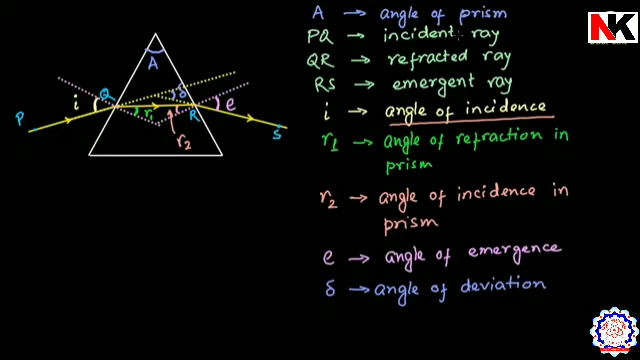 A → angle of prism
PQ → incident ray
QR → refracted ray
RS → emergent ray
i → angle of incidence
r1 → angle of refraction in
prism
r2 → angle of incidence in
prism
e → angle of emergence
δ → angle of deviation
NK
A
Q
δ
i
r1
R
e
P
S
r2